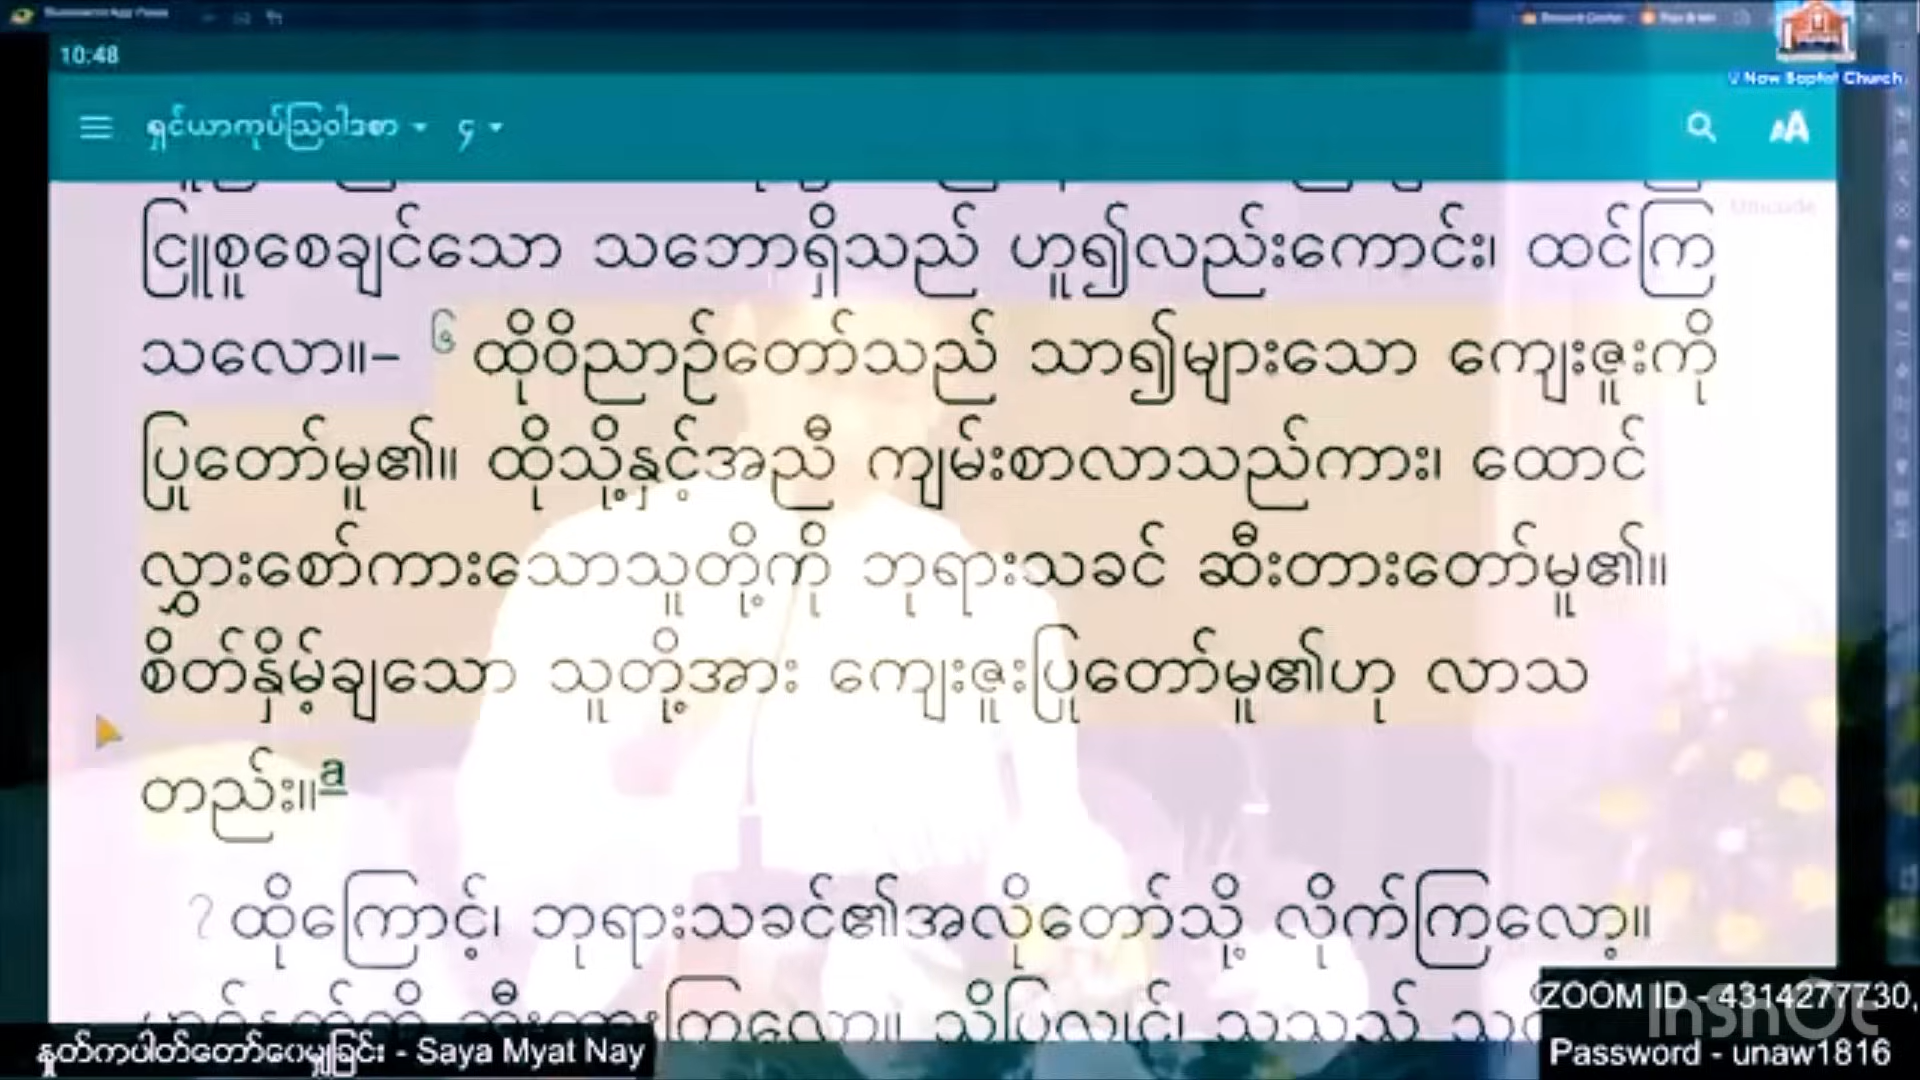 10:48
U Naw Baptist Church
ရှင်ယာကုပ်ဩဝါဒစာ ၄
Unicode
ငြူစူစေချင်သော သဘောရှိသည် ဟူ၍လည်းကောင်း၊ ထင်ကြ
သလော။– ၆ ထိုဝိညာဉ်တော်သည် သာ၍များသော ကျေးဇူးကို
ပြုတော်မူ၏။ ထိုသို့နှင့်အညီ ကျမ်းစာလာသည်ကား၊ ထောင်
လွှားစော်ကားသောသူတို့ကို ဘုရားသခင် ဆီးတားတော်မူ၏။
စိတ်နှိမ့်ချသော သူတို့အား ကျေးဇူးပြုတော်မူ၏ဟု လာသ
တည်း။a
7 ထိုကြောင့်၊ ဘုရားသခင်၏အလိုတော်သို့ လိုက်ကြလော့။
ZOOM ID - 4314277730,
InShOt
နှုတ်ကပါတ်တော်ဝေမျှခြင်း - Saya Myat Nay
Password - unaw1816